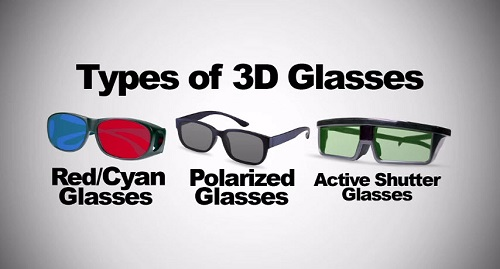 Types of 3D Glasses
Red/Cyan
Glasses
Polarized
Glasses
Active Shutter
Glasses